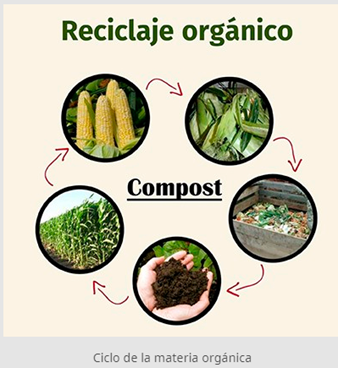 Reciclaje orgánico
Compost
Ciclo de la materia orgánica